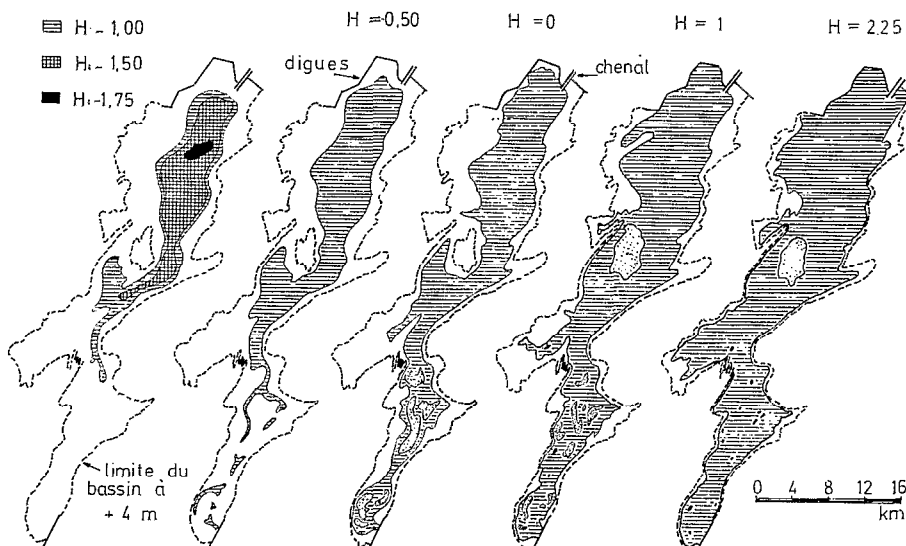 H : - 1,00
H : - 1,50
H : -1,75
H = -0,50
H = 0
H = 1
H = 2.25
digues
chenal
limite du
bassin à
+ 4 m
0 4 8 12 16
km